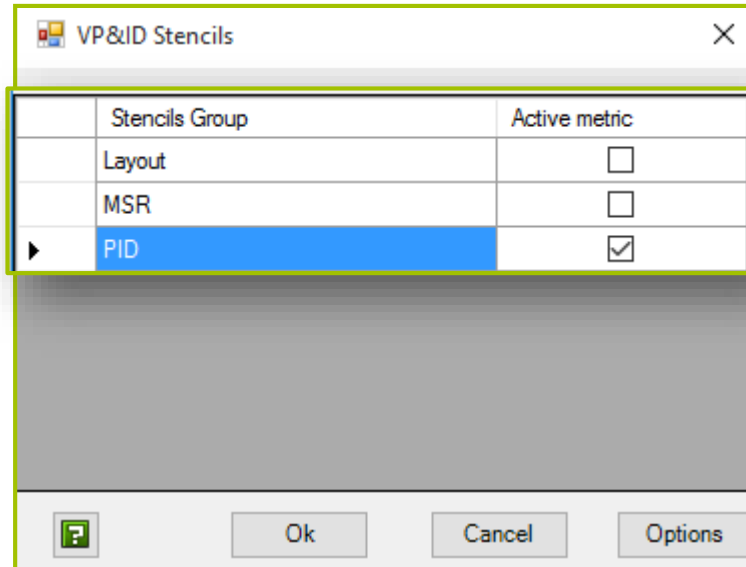 VP&ID Stencils
Stencils Group Active metric
Layout
MSR
PID
Ok Cancel Options